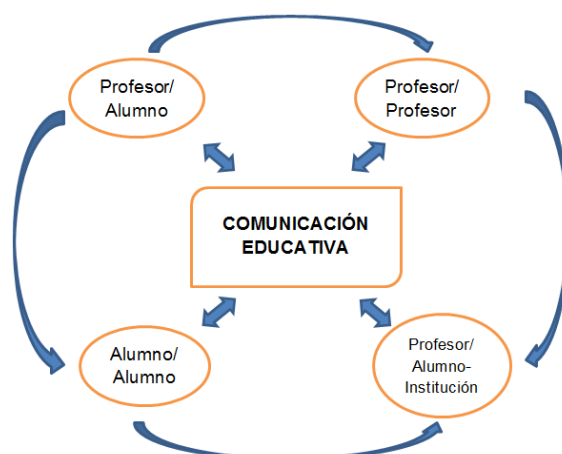 Profesor/
Alumno
Profesor/
Profesor
COMUNICACIÓN
EDUCATIVA
Alumno/
Alumno
Profesor/
Alumno-
Institución